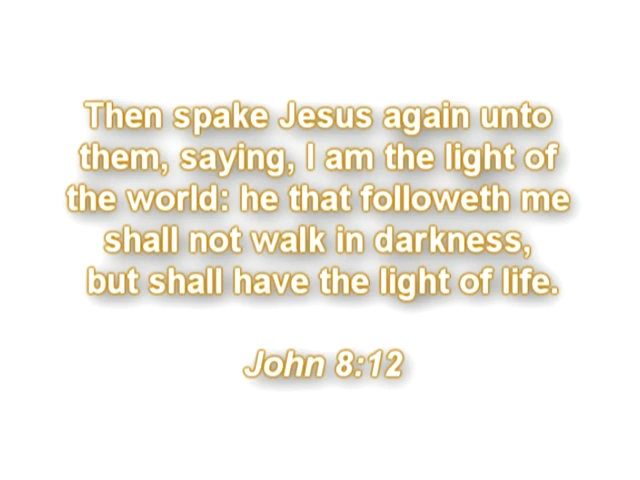 Then spake Jesus again unto
them, saying, I am the light of
the world: he that followeth me
shall not walk in darkness,
but shall have the light of life.
John 8:12